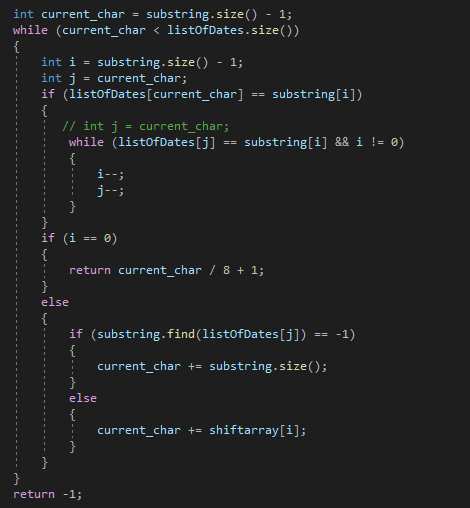 int current_char = substring.size() - 1;
while (current_char < listOfDates.size())
{
int i = substring.size() - 1;
int j = current_char;
if (listOfDates[current_char] == substring[i])
{
// int j = current_char;
while (listOfDates[j] == substring[i] && i != 0)
{
i--;
j--;
}
}
if (i == 0)
{
return current_char / 8 + 1;
}
else
{
if (substring.find(listOfDates[j]) == -1)
{
current_char += substring.size();
}
else
{
current_char += shiftarray[i];
}
}
}
return -1;